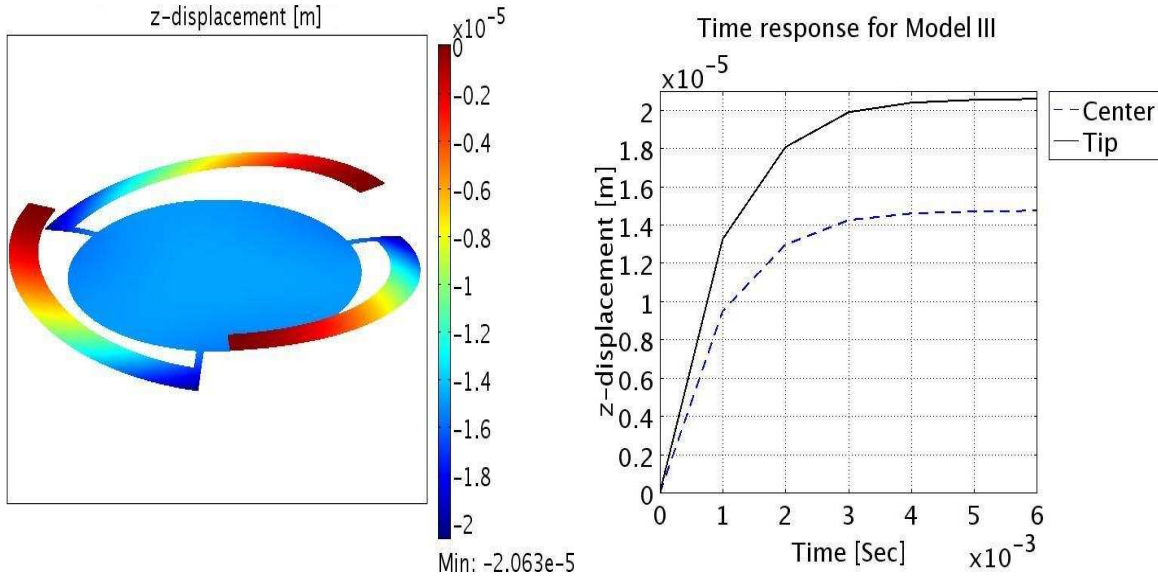 z-displacement [m]
x10⁻⁵
0
-0.2
-0.4
-0.6
-0.8
-1
-1.2
-1.4
-1.6
-1.8
-2
Min: -2.063e-5
Time response for Model III
x10⁻⁵
2
1.8
1.6
1.4
1.2
1
0.8
0.6
0.4
0.2
0
z-displacement [m]
0 1 2 3 4 5 6
Time [Sec]
x10⁻³
Center
Tip